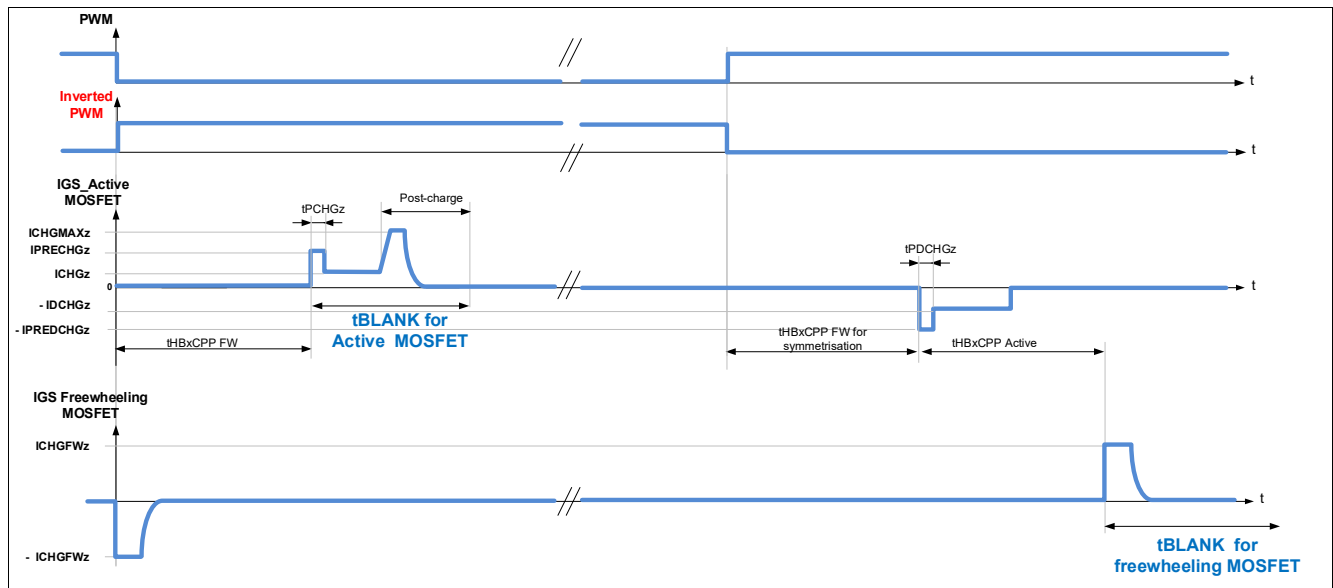 PWM
t
Inverted
PWM
t
IGS_Active
MOSFET
tPCHGz
Post-charge
ICHGMAXz
IPRECHGz
ICHGz
0
- IDCHGz
- IPREDCHGz
tPDCHGz
t
tBLANK for
Active MOSFET
tHBxCPP FW
tHBxCPP FW for
symmetrisation
tHBxCPP Active
IGS Freewheeling
MOSFET
ICHGFWz
t
- ICHGFWz
tBLANK for
freewheeling MOSFET